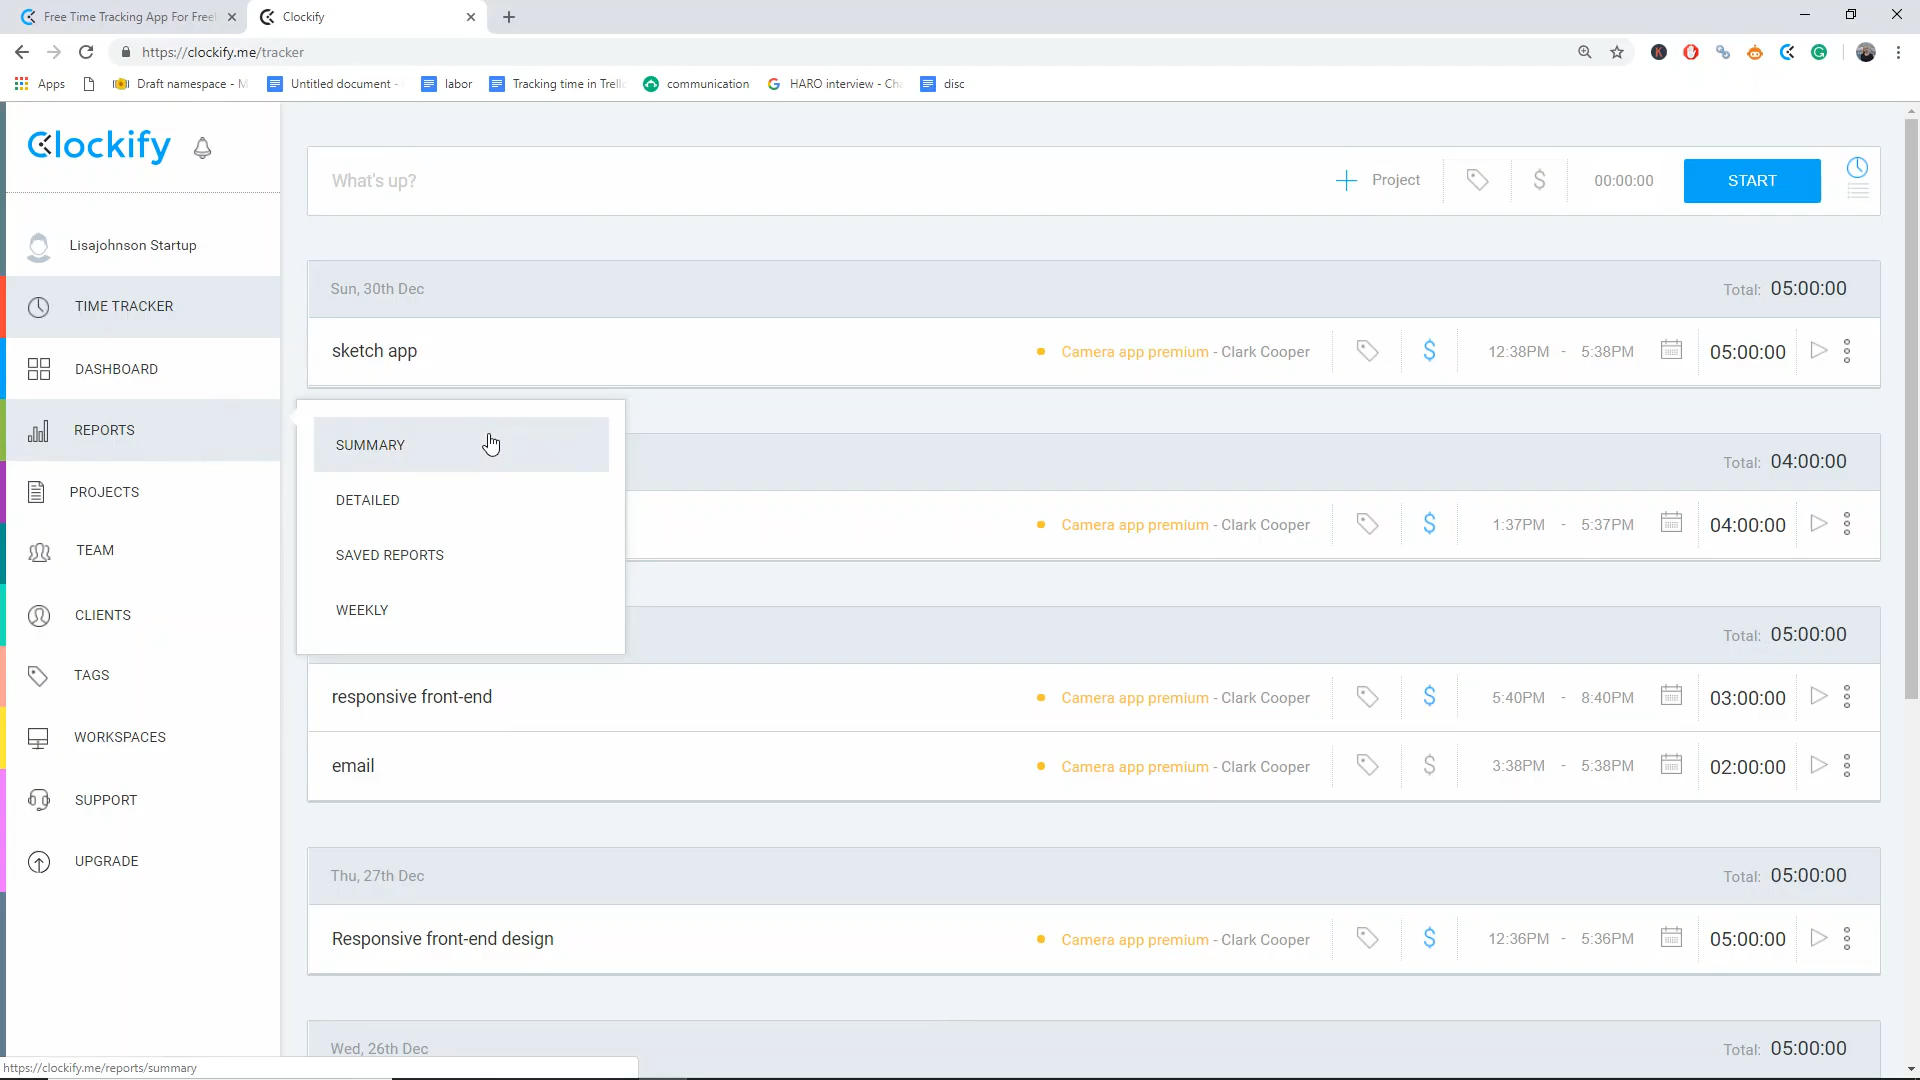 Free Time Tracking App For Free
Clockify
https://clockify.me/tracker
Apps
Draft namespace - M
Untitled document -
labor
Tracking time in Trell
communication
HARO interview - Ch
disc
Clockify
What's up?
Project
00:00:00
START
Lisajohnson Startup
TIME TRACKER
DASHBOARD
REPORTS
PROJECTS
TEAM
CLIENTS
TAGS
WORKSPACES
SUPPORT
UPGRADE
SUMMARY
DETAILED
SAVED REPORTS
WEEKLY
Sun, 30th Dec
Total: 05:00:00
sketch app
Camera app premium - Clark Cooper
12:38PM - 5:38PM
05:00:00
Total: 04:00:00
Camera app premium - Clark Cooper
1:37PM - 5:37PM
04:00:00
Total: 05:00:00
responsive front-end
Camera app premium - Clark Cooper
5:40PM - 8:40PM
03:00:00
email
Camera app premium - Clark Cooper
3:38PM - 5:38PM
02:00:00
Thu, 27th Dec
Total: 05:00:00
Responsive front-end design
Camera app premium - Clark Cooper
12:36PM - 5:36PM
05:00:00
Wed, 26th Dec
Total: 05:00:00
https://clockify.me/reports/summary